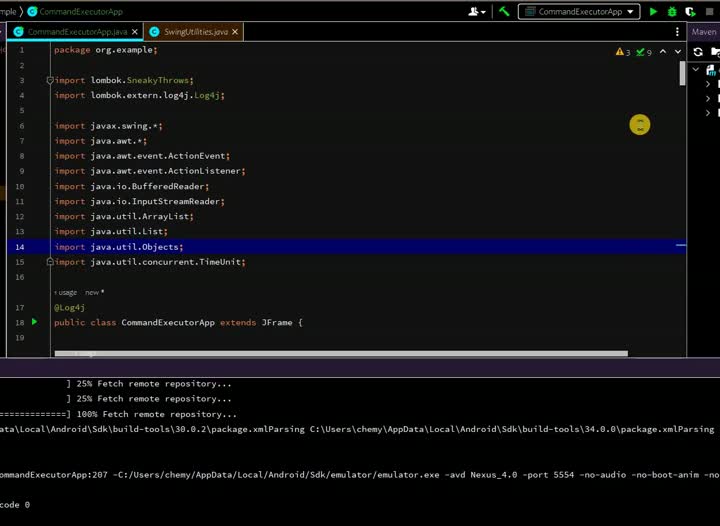 mple CommandExecutorApp
CommandExecutorApp
CommandExecutorApp.java
SwingUtilities.java
Maven
1 package org.example;
3 9
2
3 import lombok.SneakyThrows;
4 import lombok.extern.log4j.Log4j;
5
6 import javax.swing.*;
7 import java.awt.*;
8 import java.awt.event.ActionEvent;
9 import java.awt.event.ActionListener;
10 import java.io.BufferedReader;
11 import java.io.InputStreamReader;
12 import java.util.ArrayList;
13 import java.util.List;
14 import java.util.Objects;
15 import java.util.concurrent.TimeUnit;
16
1 usage new *
17 @Log4j
18 public class CommandExecutorApp extends JFrame {
19
] 25% Fetch remote repository...
] 25% Fetch remote repository...
=============] 100% Fetch remote repository...
ata\Local\Android\Sdk\build-tools\30.0.2\package.xmlParsing C:\Users\chemy\AppData\Local\Android\Sdk\build-tools\34.0.0\package.xmlParsing
ommandExecutorApp:207 -C:/Users/chemy/AppData/Local/Android/Sdk/emulator/emulator.exe -avd Nexus_4.0 -port 5554 -no-audio -no-boot-anim -no
code 0